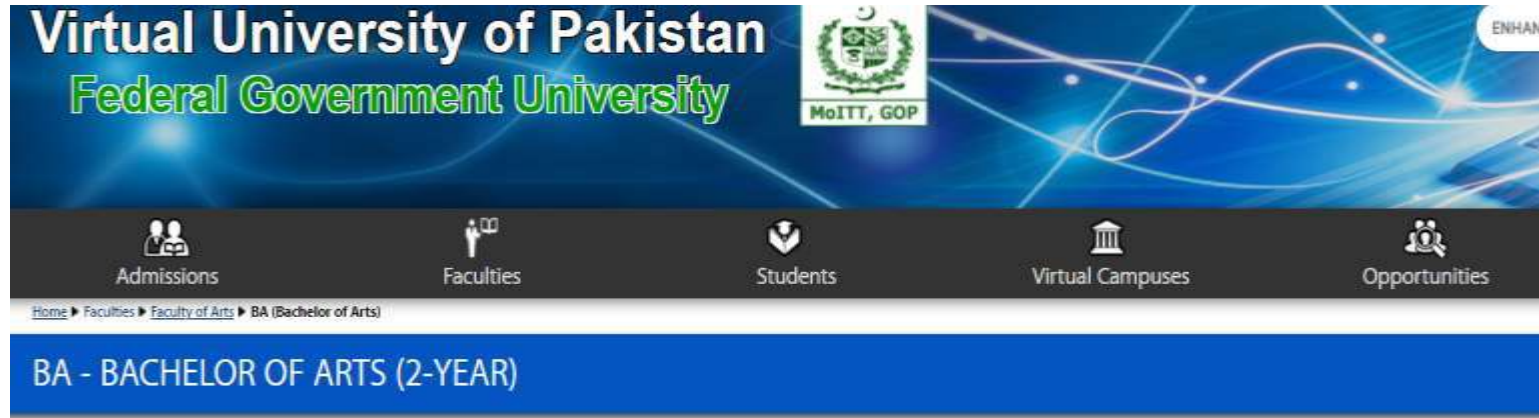 Virtual University of Pakistan
Federal Government University
MoITT, GOP
Admissions
Faculties
Students
Virtual Campuses
Opportunities
Home ▶ Faculties ▶ Faculty of Arts ▶ BA (Bachelor of Arts)
BA - BACHELOR OF ARTS (2-YEAR)